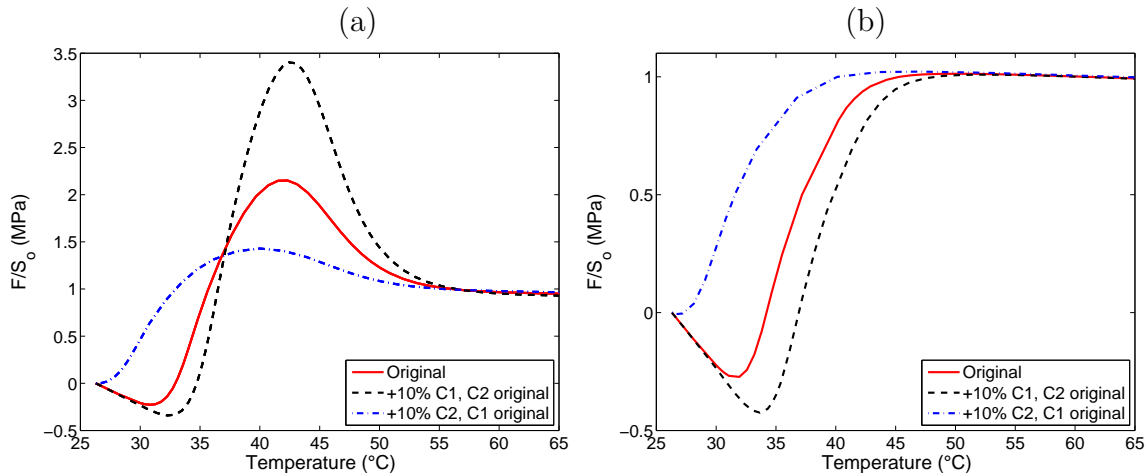 (a)
3.5
3
2.5
2
1.5
1
0.5
0
−0.5
25 30 35 40 45 50 55 60 65
F/So (MPa)
Temperature (°C)
Original
+10% C1, C2 original
+10% C2, C1 original
(b)
1
0.5
0
−0.5
25 30 35 40 45 50 55 60 65
F/So (MPa)
Temperature (°C)
Original
+10% C1, C2 original
+10% C2, C1 original